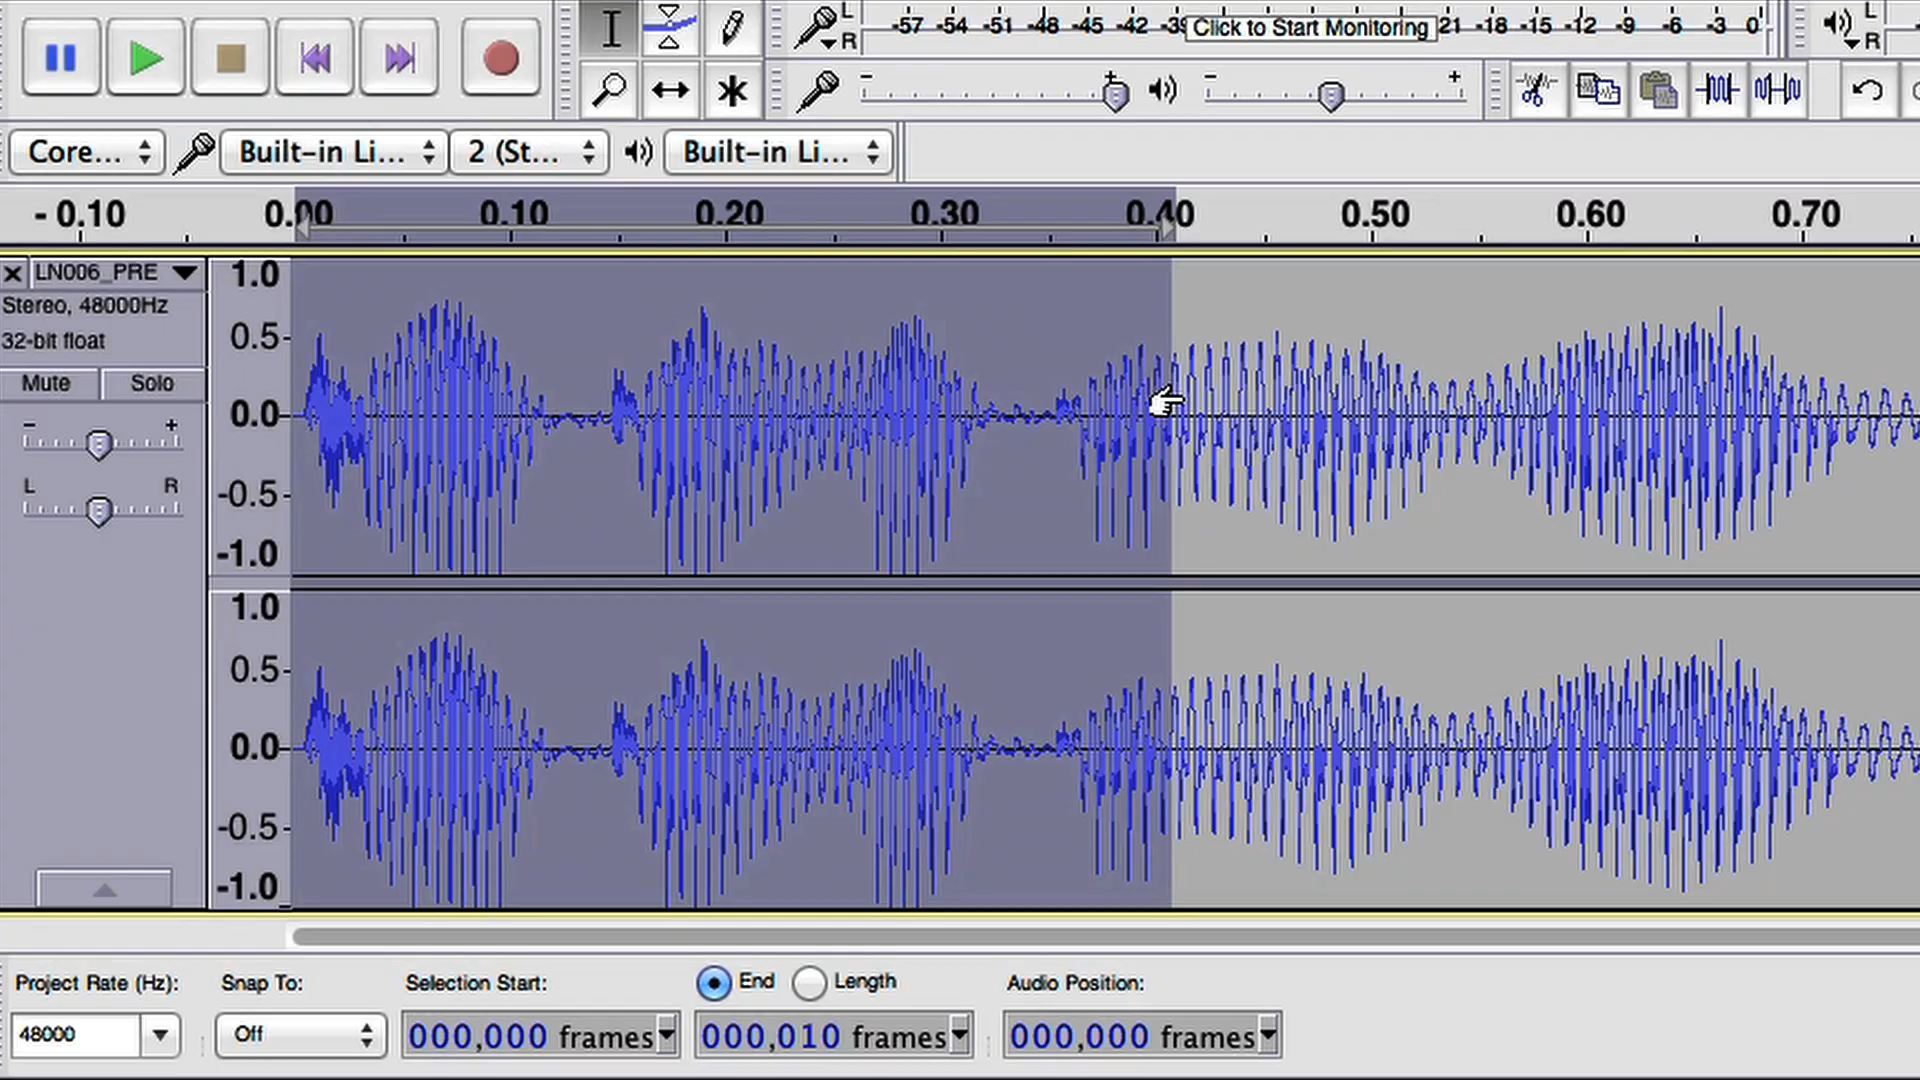 L
R
-57 -54 -51 -48 -45 -42 -39 Click to Start Monitoring 21 -18 -15 -12 -9 -6 -3 0
L
R
- + - +
Core... Built-in Li... 2 (St... Built-in Li...
- 0.10 0.00 0.10 0.20 0.30 0.40 0.50 0.60 0.70
LN006_PRE
Stereo, 48000Hz
32-bit float
Mute Solo
- +
L R
1.0
0.5
0.0
-0.5
-1.0
1.0
0.5
0.0
-0.5
-1.0
Project Rate (Hz): Snap To: Selection Start: End Length Audio Position:
48000 Off 000,000 frames 000,010 frames 000,000 frames